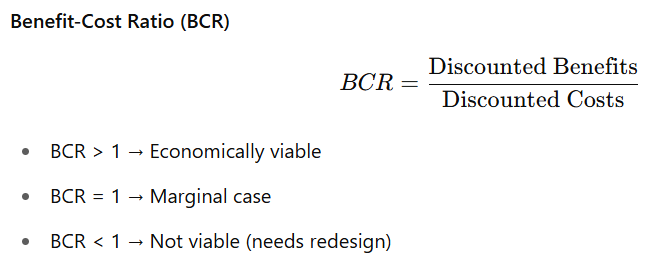 Benefit-Cost Ratio (BCR)
BCR = Discounted Benefits / Discounted Costs
• BCR > 1 → Economically viable
• BCR = 1 → Marginal case
• BCR < 1 → Not viable (needs redesign)